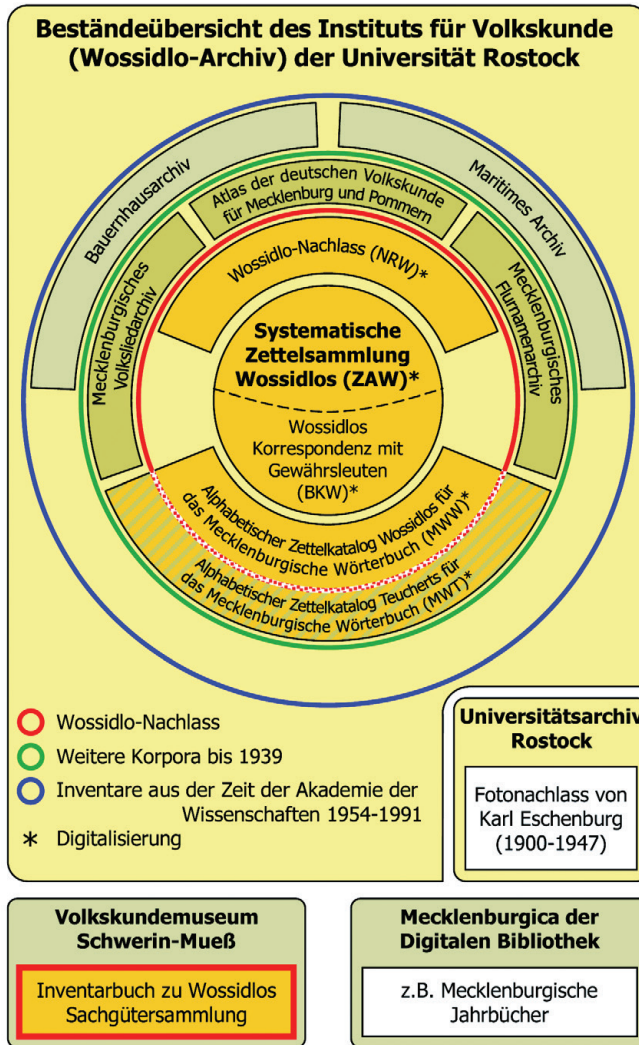 Beständeübersicht des Instituts für Volkskunde
(Wossidlo-Archiv) der Universität Rostock
Bauernhausarchiv
Maritimes Archiv
Mecklenburgisches
Volksliedarchiv
Atlas der deutschen Volkskunde
für Mecklenburg und Pommern
Mecklenburgisches
Flurnamenarchiv
Wossidlo-Nachlass (NRW)*
Systematische
Zettelsammlung
Wossidlos (ZAW)*
Wossidlos
Korrespondenz mit
Gewährsleuten
(BKW)*
Alphabetischer Zettelkatalog Wossidlos für
das Mecklenburgische Wörterbuch (MWW)*
Alphabetischer Zettelkatalog Teucherts für
das Mecklenburgische Wörterbuch (MWT)*
Wossidlo-Nachlass
Weitere Korpora bis 1939
Inventare aus der Zeit der Akademie der
Wissenschaften 1954-1991
* Digitalisierung
Universitätsarchiv
Rostock
Fotonachlass von
Karl Eschenburg
(1900-1947)
Volkskundemuseum
Schwerin-Mueß
Inventarbuch zu Wossidlos
Sachgütersammlung
Mecklenburgica der
Digitalen Bibliothek
z.B. Mecklenburgische
Jahrbücher